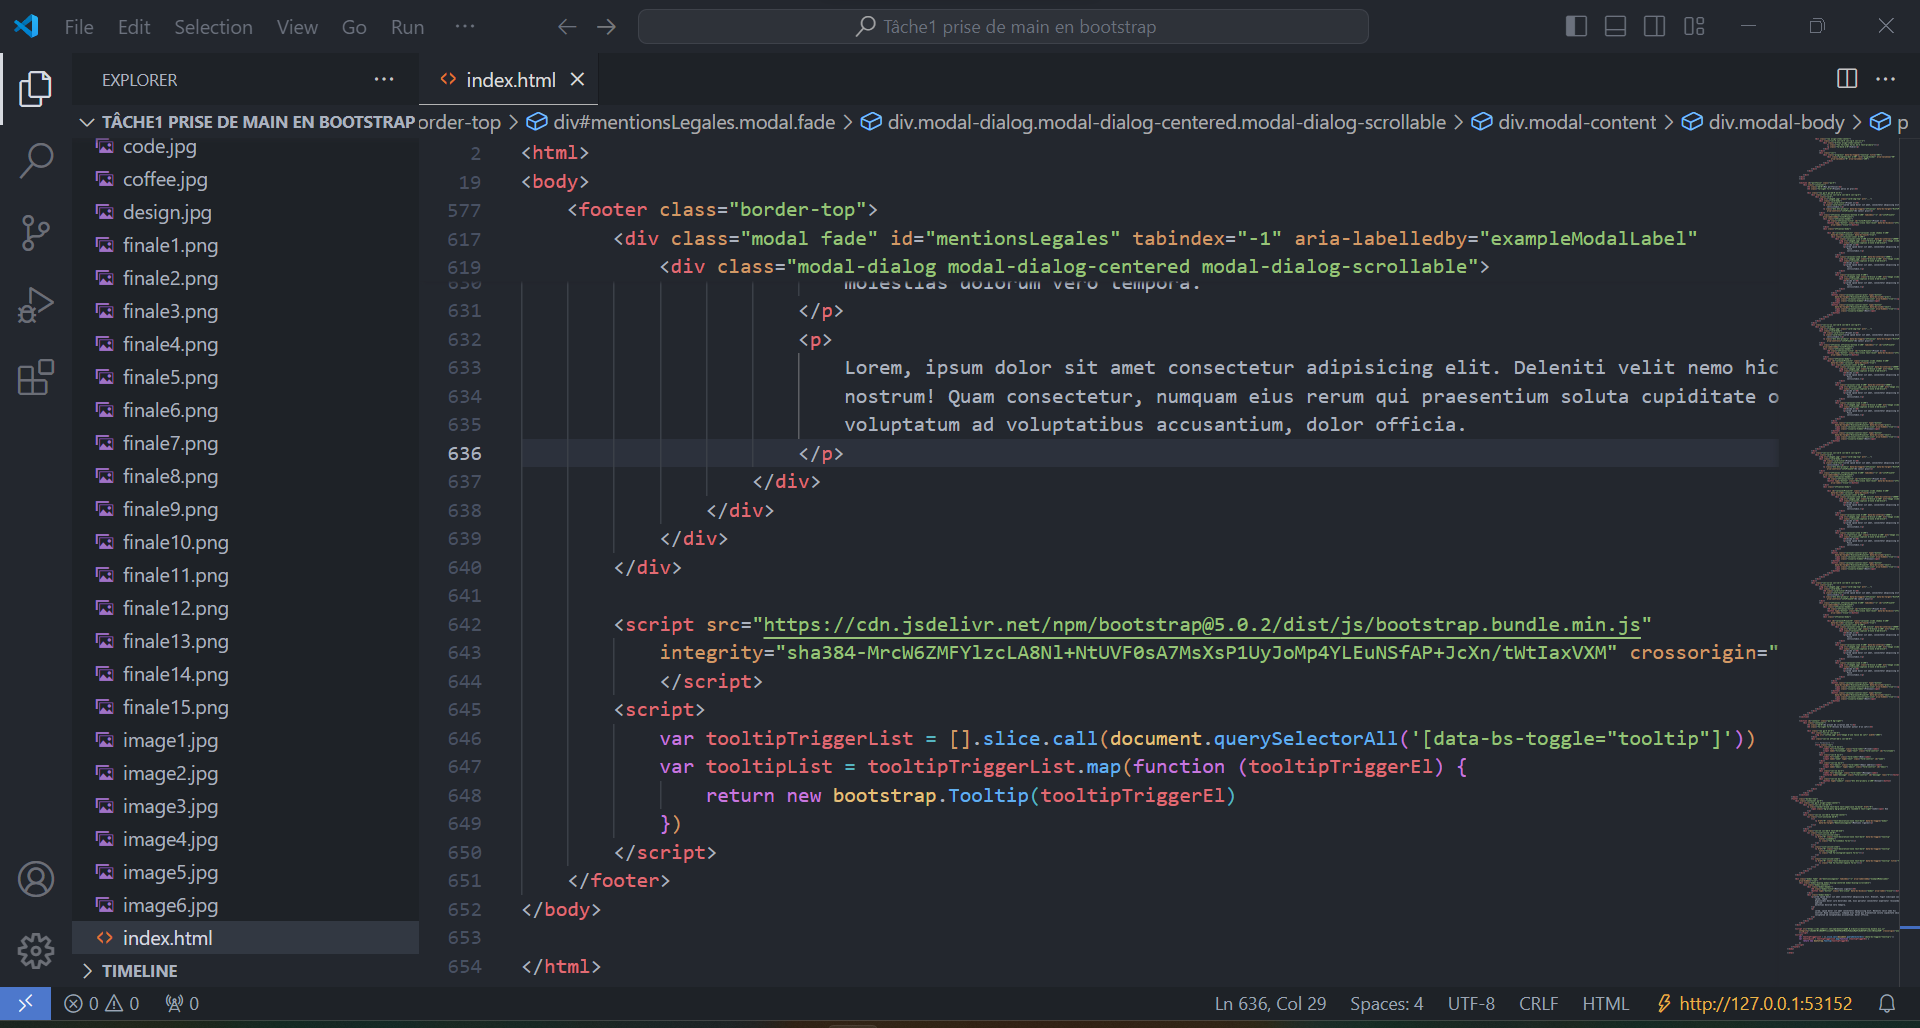 File Edit Selection View Go Run ··· Tâche1 prise de main en bootstrap
EXPLORER ···
index.html
TÂCHE1 PRISE DE MAIN EN BOOTSTRAP
order-top > div#mentionsLegales.modal.fade > div.modal-dialog.modal-dialog-centered.modal-dialog-scrollable > div.modal-content > div.modal-body > p
code.jpg
coffee.jpg
design.jpg
finale1.png
finale2.png
finale3.png
finale4.png
finale5.png
finale6.png
finale7.png
finale8.png
finale9.png
finale10.png
finale11.png
finale12.png
finale13.png
finale14.png
finale15.png
image1.jpg
image2.jpg
image3.jpg
image4.jpg
image5.jpg
image6.jpg
index.html
TIMELINE
2 <html>
19 <body>
577 <footer class="border-top">
617 <div class="modal fade" id="mentionsLegales" tabindex="-1" aria-labelledby="exampleModalLabel"
619 <div class="modal-dialog modal-dialog-centered modal-dialog-scrollable">
630 molestias dolorum vero tempora.
631 </p>
632 <p>
633 Lorem, ipsum dolor sit amet consectetur adipisicing elit. Deleniti velit nemo hic
634 nostrum! Quam consectetur, numquam eius rerum qui praesentium soluta cupiditate o
635 voluptatum ad voluptatibus accusantium, dolor officia.
636 </p>
637 </div>
638 </div>
639 </div>
640 </div>
641
642 <script src="https://cdn.jsdelivr.net/npm/bootstrap@5.0.2/dist/js/bootstrap.bundle.min.js"
643 integrity="sha384-MrcW6ZMFYlzcLA8Nl+NtUVF0sA7MsXsP1UyJoMp4YLEuNSfAP+JcXn/tWtIaxVXM" crossorigin="
644 </script>
645 <script>
646 var tooltipTriggerList = [].slice.call(document.querySelectorAll('[data-bs-toggle="tooltip"]'))
647 var tooltipList = tooltipTriggerList.map(function (tooltipTriggerEl) {
648 return new bootstrap.Tooltip(tooltipTriggerEl)
649 })
650 </script>
651 </footer>
652 </body>
653
654 </html>
0 0 0 Ln 636, Col 29 Spaces: 4 UTF-8 CRLF HTML http://127.0.0.1:53152